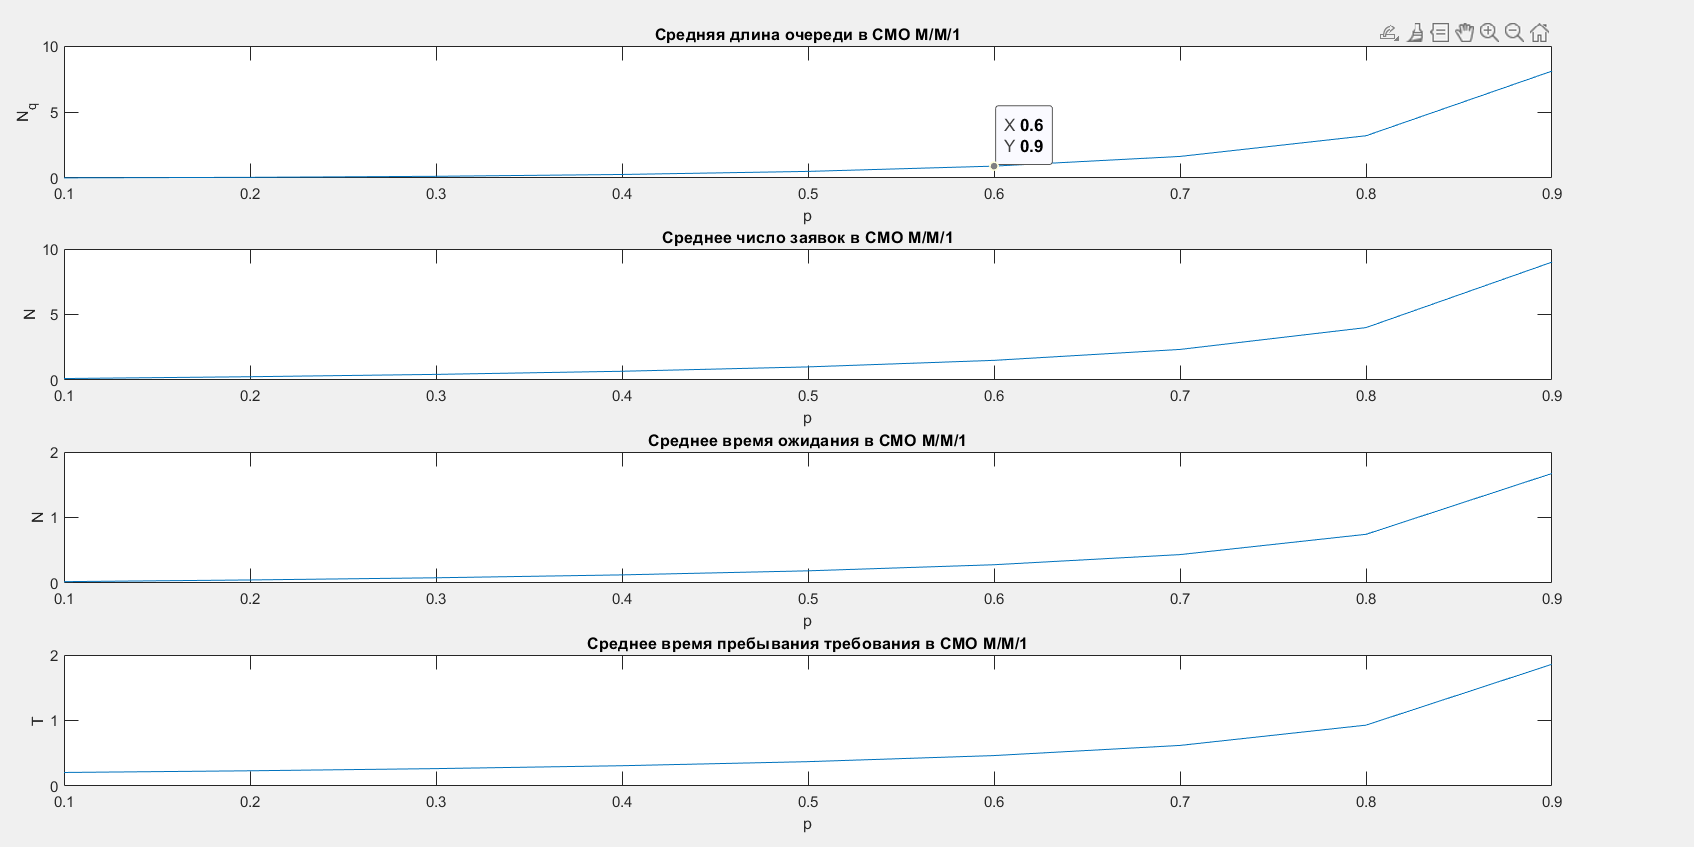 Средняя длина очереди в СМО M/M/1
10
5
0
N_q
X 0.6
Y 0.9
0.1 0.2 0.3 0.4 0.5 0.6 0.7 0.8 0.9
p
Среднее число заявок в СМО M/M/1
10
5
0
N
0.1 0.2 0.3 0.4 0.5 0.6 0.7 0.8 0.9
p
Среднее время ожидания в СМО M/M/1
2
1
0
N
0.1 0.2 0.3 0.4 0.5 0.6 0.7 0.8 0.9
p
Среднее время пребывания требования в СМО M/M/1
2
1
0
T
0.1 0.2 0.3 0.4 0.5 0.6 0.7 0.8 0.9
p